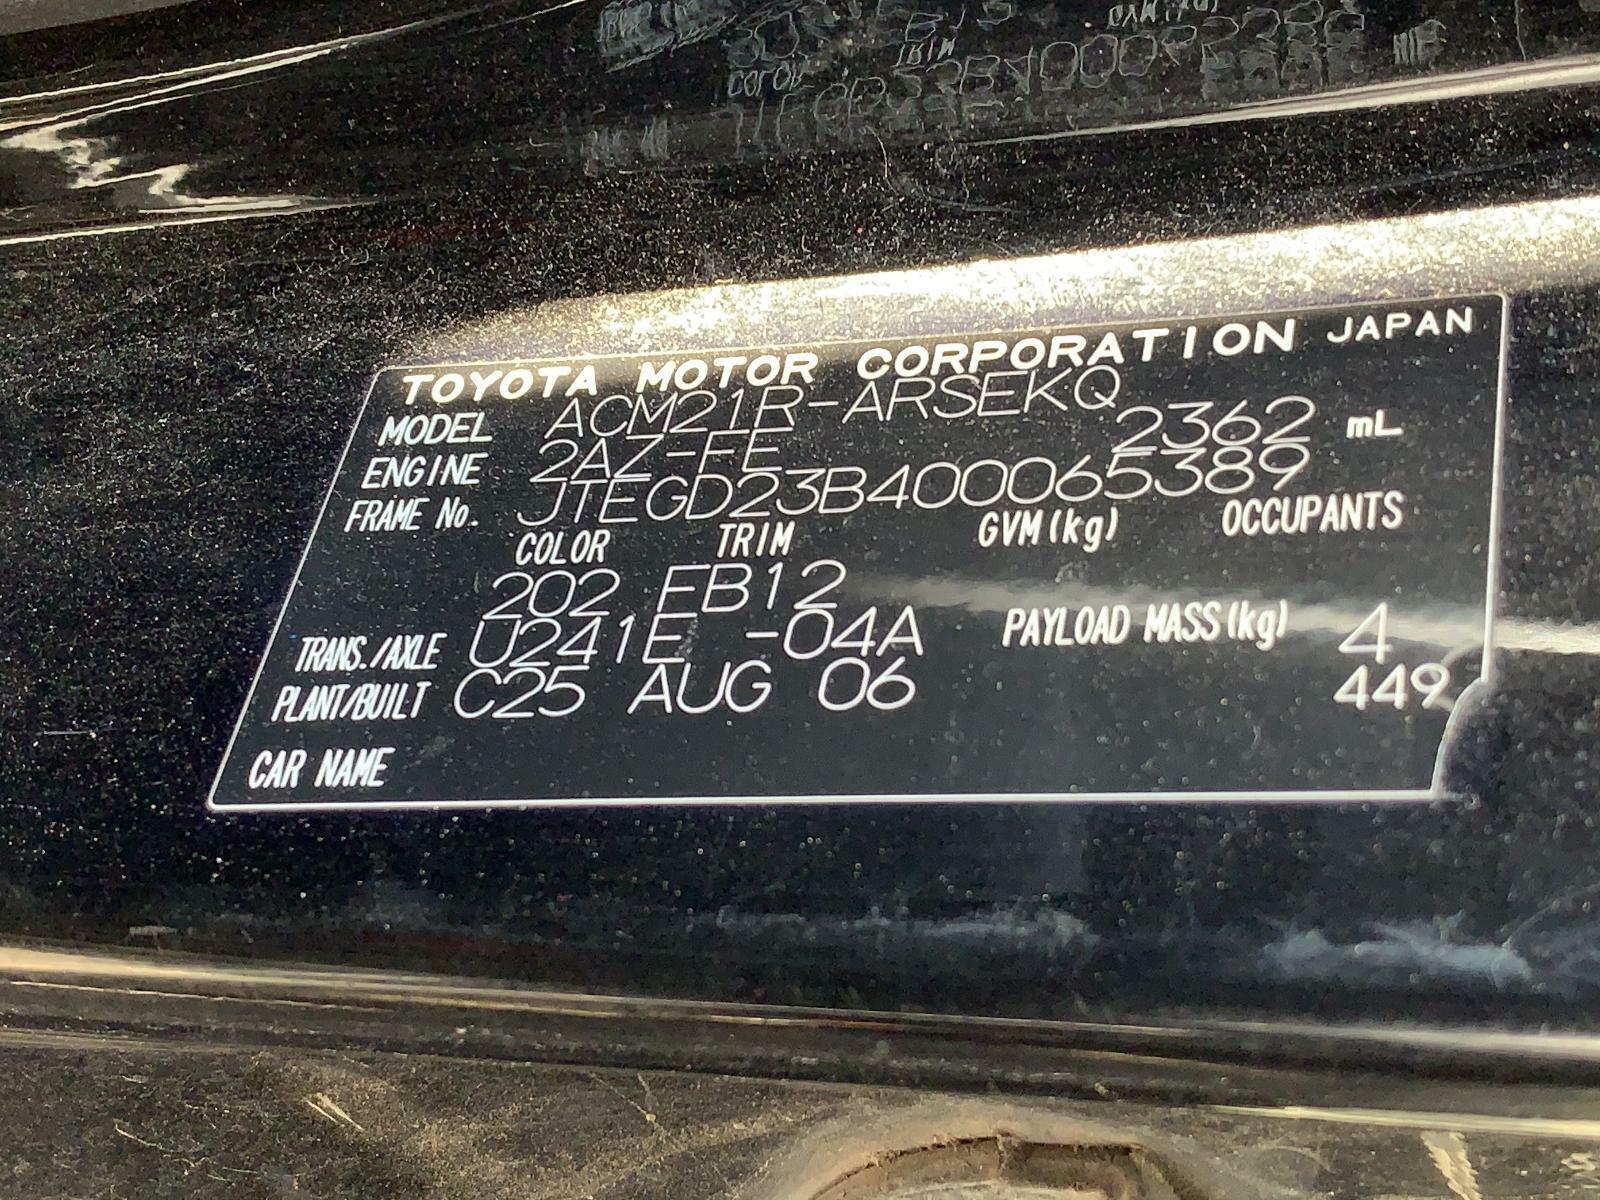 TOYOTA MOTOR CORPORATION JAPAN
MODEL ACM21R-ARSEKQ
ENGINE 2AZ-FE 2362 mL
FRAME No. JTEGD23B400065389
COLOR TRIM GVM(kg) OCCUPANTS
202 EB12
TRANS./AXLE U241E -04A PAYLOAD MASS(kg) 4
PLANT/BUILT C25 AUG 06 449
CAR NAME